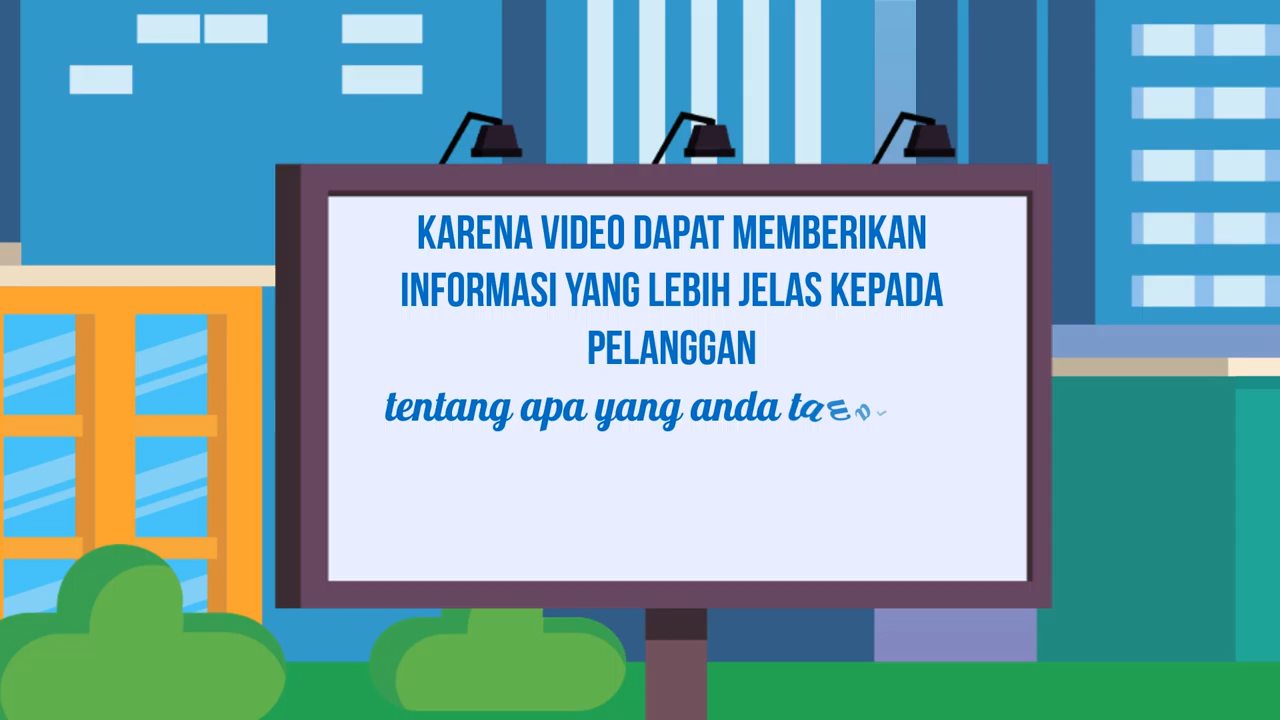 KARENA VIDEO DAPAT MEMBERIKAN
INFORMASI YANG LEBIH JELAS KEPADA
PELANGGAN
tentang apa yang anda